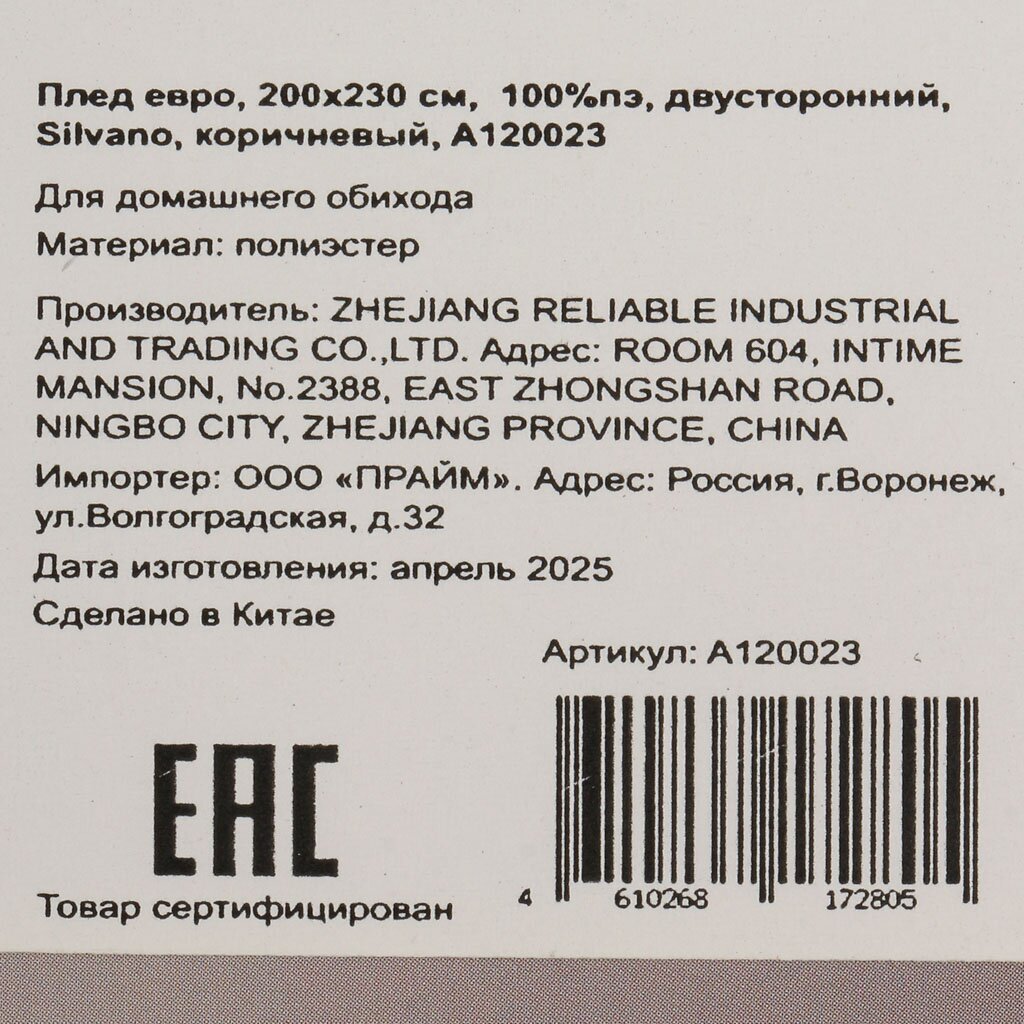 Плед евро, 200х230 см, 100%пэ, двусторонний,
Silvano, коричневый, А120023
Для домашнего обихода
Материал: полиэстер
Производитель: ZHEJIANG RELIABLE INDUSTRIAL
AND TRADING CO.,LTD. Адрес: ROOM 604, INTIME
MANSION, No.2388, EAST ZHONGSHAN ROAD,
NINGBO CITY, ZHEJIANG PROVINCE, CHINA
Импортер: ООО «ПРАЙМ». Адрес: Россия, г.Воронеж,
ул.Волгоградская, д.32
Дата изготовления: апрель 2025
Сделано в Китае
Артикул: А120023
EAC
Товар сертифицирован
4 610268 172805